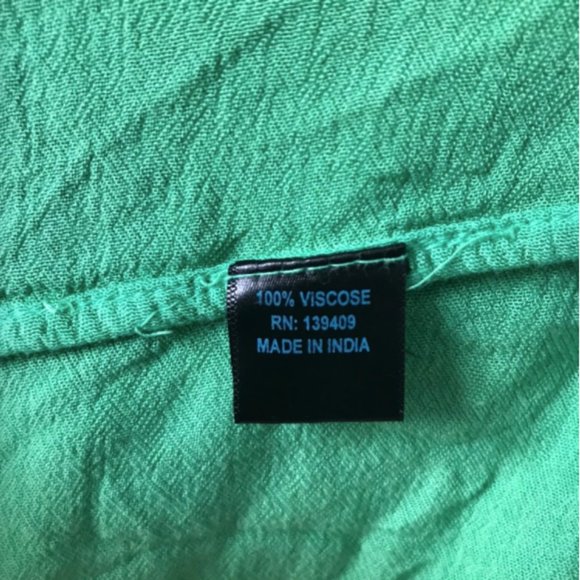 100% ViSCOSE
RN: 139409
MADE IN INDIA